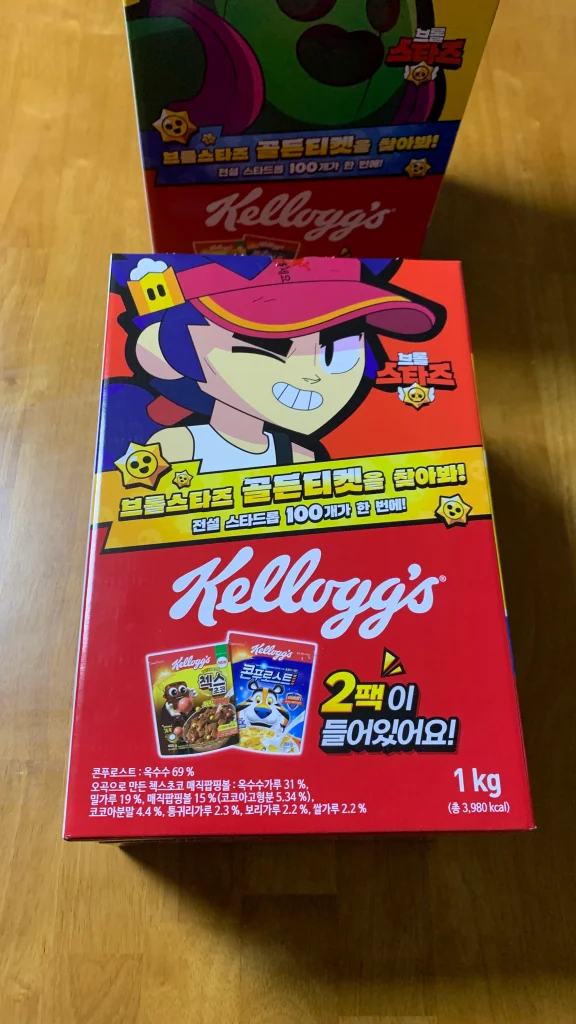 브롤
스타즈
브롤스타즈 골든티켓을 찾아봐!
전설 스타드롭 100개가 한 번에!
Kellogg's
브롤
스타즈
브롤스타즈 골든티켓을 찾아봐!
전설 스타드롭 100개가 한 번에!
Kellogg's®
Kellogg's
첵스
초코
Kellogg's
콘푸로스트
2팩이
들어있어요!
콘푸로스트 : 옥수수 69 %
오곡으로 만든 첵스초코 매직팝핑볼 : 옥수수가루 31 %,
밀가루 19 %, 매직팝핑볼 15 % (코코아고형분 5.34 %),
코코아분말 4.4 %, 통귀리가루 2.3 %, 보리가루 2.2 %, 쌀가루 2.2 %
1 kg
(총 3,980 kcal)